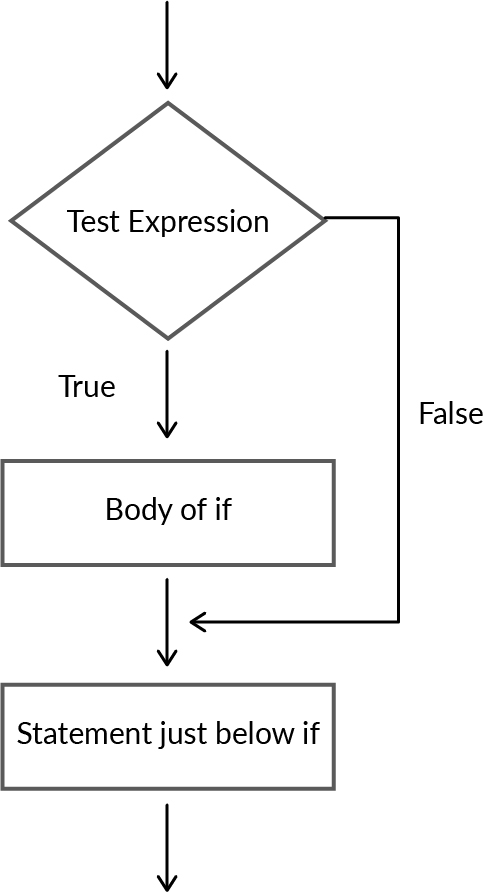 Test Expression
True
False
Body of if
Statement just below if